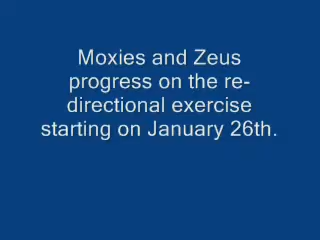 Moxies and Zeus
progress on the re-
directional exercise
starting on January 26th.